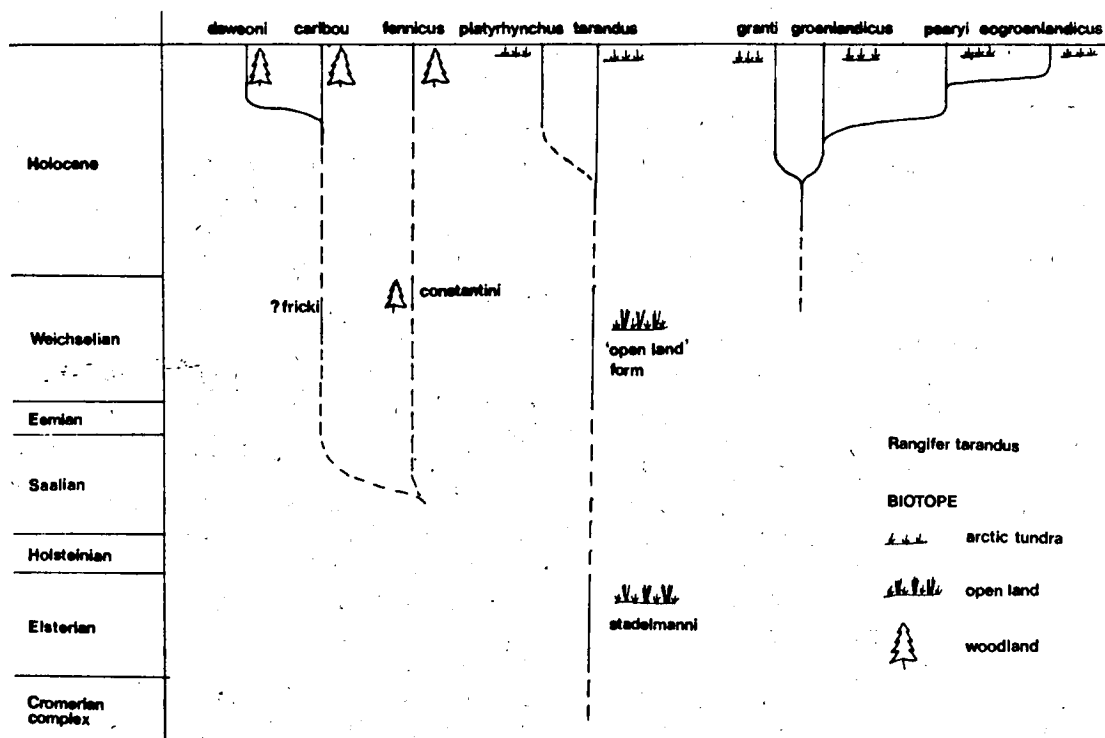 dawsoni caribou fennicus platyrhynchus tarandus granti groenlandicus pearyi eogroenlandicus
Holocene
?fricki
constantini
Weichselian
'open land'
form
Eemian
Rangifer tarandus
Saalian
BIOTOPE
arctic tundra
Holsteinian
open land
stadelmanni
Elsterian
woodland
Cromerian
complex